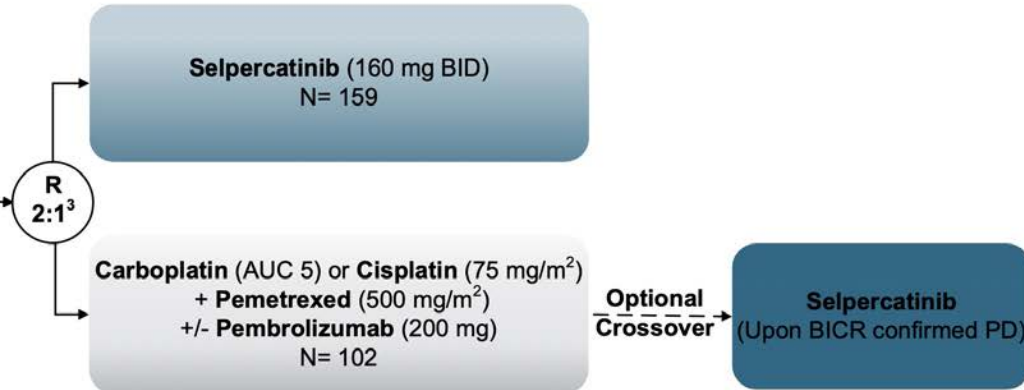 Selpercatinib (160 mg BID)
N= 159
R
2:1³
Carboplatin (AUC 5) or Cisplatin (75 mg/m²)
+ Pemetrexed (500 mg/m²)
+/- Pembrolizumab (200 mg)
N= 102
Optional
Crossover
Selpercatinib
(Upon BICR confirmed PD)